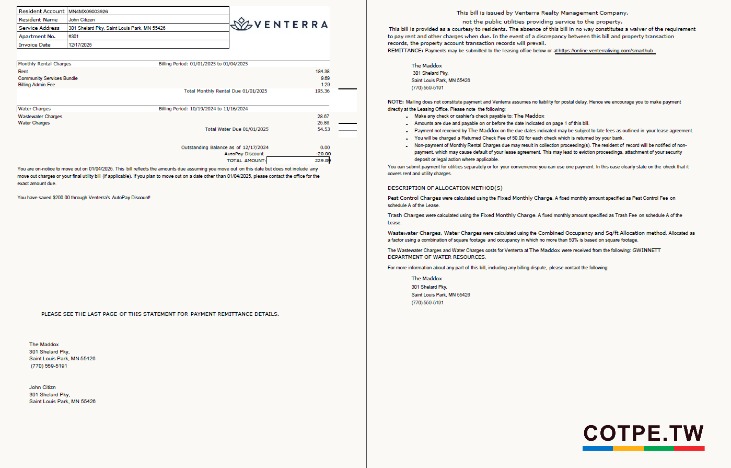 Resident Account MN4MX09003926
Resident Name John Citizen
Service Address 301 Shelard Pky, Saint Louis Park, MN 55426
Apartment No. #301
Invoice Date 12/17/2025
VENTERRA
Monthly Rental Charges Billing Period: 01/01/2025 to 01/04/2025
Rent 184.38
Community Services Bundle 9.69
Billing Admin Fee 1.29
Total Monthly Rental Due 01/01/2025 195.36
Water Charges Billing Period: 10/19/2024 to 11/16/2024
Wastewater Charges 28.67
Water Charges 25.86
Total Water Due 01/01/2025 54.53
Outstanding Balance as of 12/17/2024 0.00
AutoPay Discount
TOTAL AMOUNT
You are on-notice to move out on 01/04/2025. This bill reflects the amounts due assuming you move out on this date but does not include any
move out charges or your final utility bill (if applicable). If you plan to move out on a date other than 01/04/2025, please contact the office for the
exact amount due.
You have saved $200.00 through Venterra's AutoPay Discount
PLEASE SEE THE LAST PAGE OF THIS STATEMENT FOR PAYMENT REMITTANCE DETAILS.
The Maddox
301 Shelard Pky,
Saint Louis Park, MN 55426
(770) 559-5191
John Citizn
301 Shelard Pky,
Saint Louis Park, MN 55426
This bill is issued by Venterra Realty Management Company.
not the public utilities providing service to the property.
This bill is provided as a courtesy to residents. The absence of this bill in no way constitutes a waiver of the requirement
to pay rent and other charges when due. In the event of a discrepancy between this bill and property transaction
records, the property account transaction records will prevail.
REMITTANCE: Payments may be submitted to the leasing office below or at https://online.venterraliving.com/smarthub
The Maddox
301 Shelard Pky.
Saint Louis Park, MN 55426
(770) 559-5191
NOTE: Mailing does not constitute payment and Venterra assumes no liability for postal delay. Hence we encourage you to make payment
directly at the Leasing Office. Please note the following:
• Make any check or cashier's check payable to: The Maddox
• Amounts are due and payable on or before the date indicated on page 1 of this bill.
• Payment not received by The Maddox on the due dates indicated may be subject to late fees as outlined in your lease agreement
• You will be charged a Returned Check Fee of 50.00 for each check which is returned by your bank.
• Non-payment of Monthly Rental Charges due may result in collection proceeding(s). The resident of record will be notified of non-
payment, which may cause default of your lease agreement. This may lead to eviction proceedings, attachment of your security
deposit or legal action where applicable.
You can submit payment for utilities separately or for your convenience you can use one payment. In this case clearly state on the check that it
covers rent and utility charges.
DESCRIPTION OF ALLOCATION METHOD(S)
Pest Control Charges were calculated using the Fixed Monthly Charge. A fixed monthly amount specified as Pest Control Fee on
schedule A of the Lease.
Trash Charges were calculated using the Fixed Monthly Charge. A fixed monthly amount specified as Trash Fee on schedule A of the
Lease
Wastewater Charges, Water Charges were calculated using the Combined Occupancy and Sq/ft Allocation method. Allocated as
a factor using a combination of square footage, and occupancy in which no more than 50% is based on square footage.
The Wastewater Charges and Water Charges costs for Venterra at The Maddox were received from the following: GWINNETT
DEPARTMENT OF WATER RESOURCES.
For more information about any part of this bill, including any billing dispute, please contact the following
The Maddox
301 Shelard Pky.
Saint Louis Park, MN 55426
(770) 559-5191
COTPE.TW